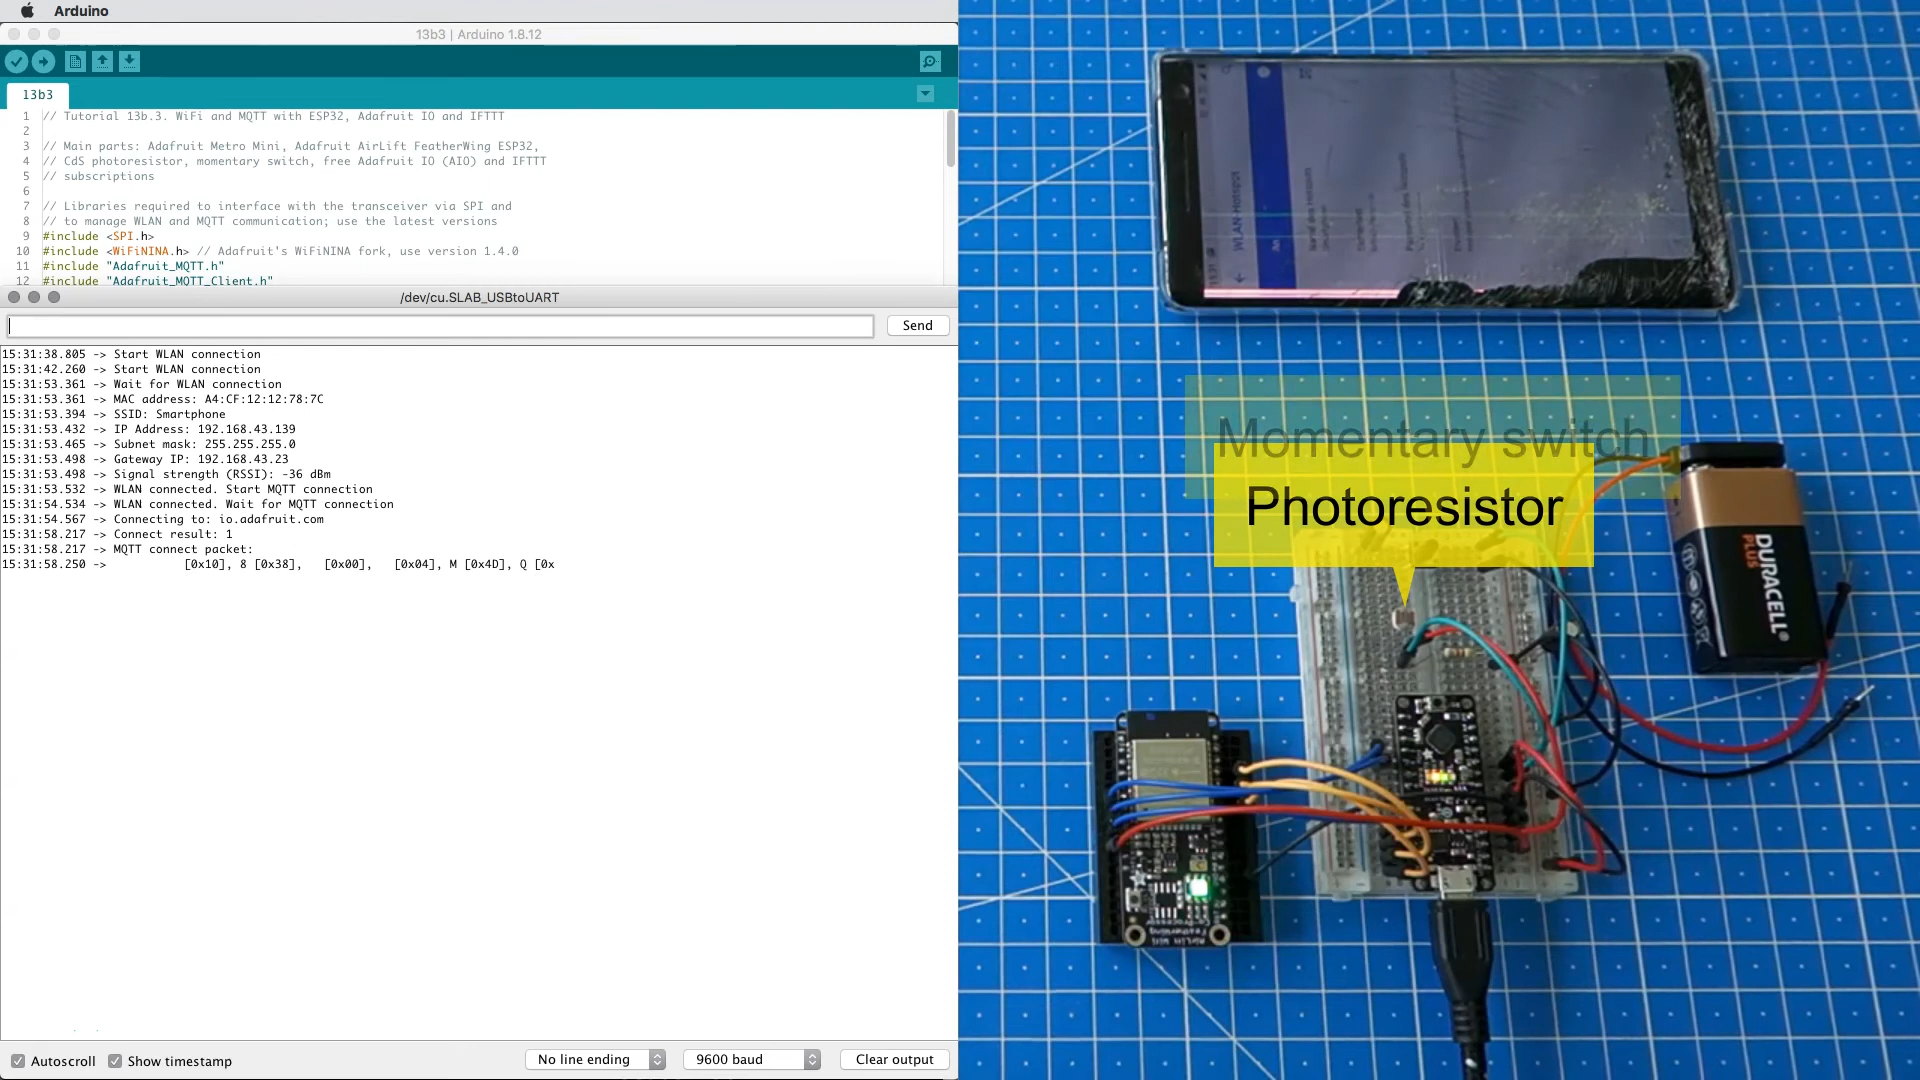 Arduino
13b3 | Arduino 1.8.12
13b3
1 // Tutorial 13b.3. WiFi and MQTT with ESP32, Adafruit IO and IFTTT
2
3 // Main parts: Adafruit Metro Mini, Adafruit AirLift FeatherWing ESP32,
4 // CdS photoresistor, momentary switch, free Adafruit IO (AIO) and IFTTT
5 // subscriptions
6
7 // Libraries required to interface with the transceiver via SPI and
8 // to manage WLAN and MQTT communication; use the latest versions
9 #include <SPI.h>
10 #include <WiFiNINA.h> // Adafruit's WiFiNINA fork, use version 1.4.0
11 #include "Adafruit_MQTT.h"
12 #include "Adafruit_MQTT_Client.h"
/dev/cu.SLAB_USBtoUART
Send
15:31:38.805 -> Start WLAN connection
15:31:42.260 -> Start WLAN connection
15:31:53.361 -> Wait for WLAN connection
15:31:53.361 -> MAC address: A4:CF:12:12:78:7C
15:31:53.394 -> SSID: Smartphone
15:31:53.432 -> IP Address: 192.168.43.139
15:31:53.465 -> Subnet mask: 255.255.255.0
15:31:53.498 -> Gateway IP: 192.168.43.23
15:31:53.498 -> Signal strength (RSSI): -36 dBm
15:31:53.532 -> WLAN connected. Start MQTT connection
15:31:54.534 -> WLAN connected. Wait for MQTT connection
15:31:54.567 -> Connecting to: io.adafruit.com
15:31:58.217 -> Connect result: 1
15:31:58.217 -> MQTT connect packet:
15:31:58.250 -> [0x10], 8 [0x38], [0x00], [0x04], M [0x4D], Q [0x
Autoscroll
Show timestamp
No line ending
9600 baud
Clear output
WLAN-Hotspot
Momentary switch
Photoresistor
DURACELL
PLUS
AirLift
FeatherWing